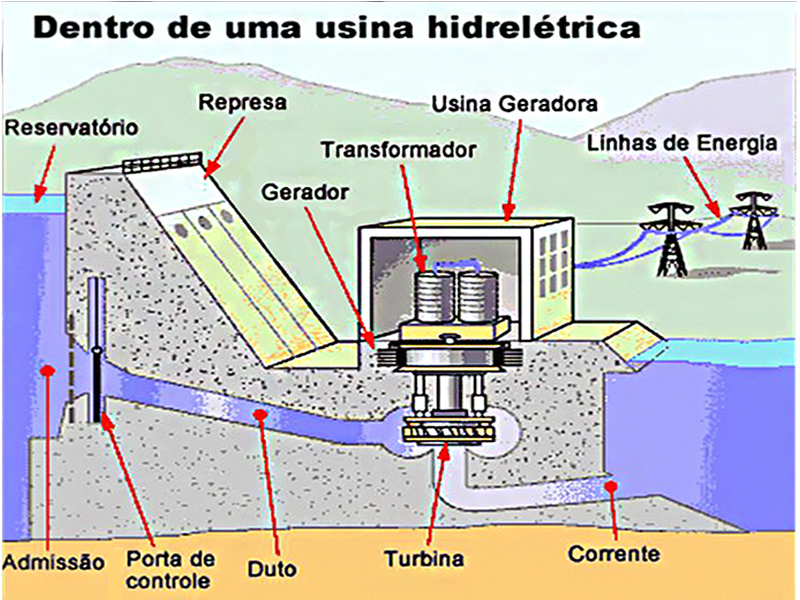 Dentro de uma usina hidrelétrica
Represa
Usina Geradora
Reservatório
Transformador
Linhas de Energia
Gerador
Admissão
Porta de
controle
Duto
Turbina
Corrente